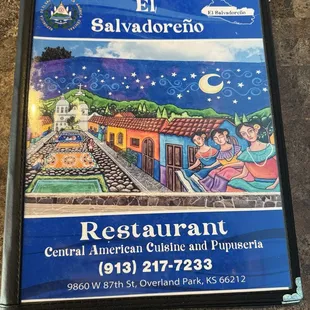 El
Salvadoreño
El Salvadoreño
Restaurant
Central American Cuisine and Pupuseria
(913) 217-7233
9860 W 87th St, Overland Park, KS 66212